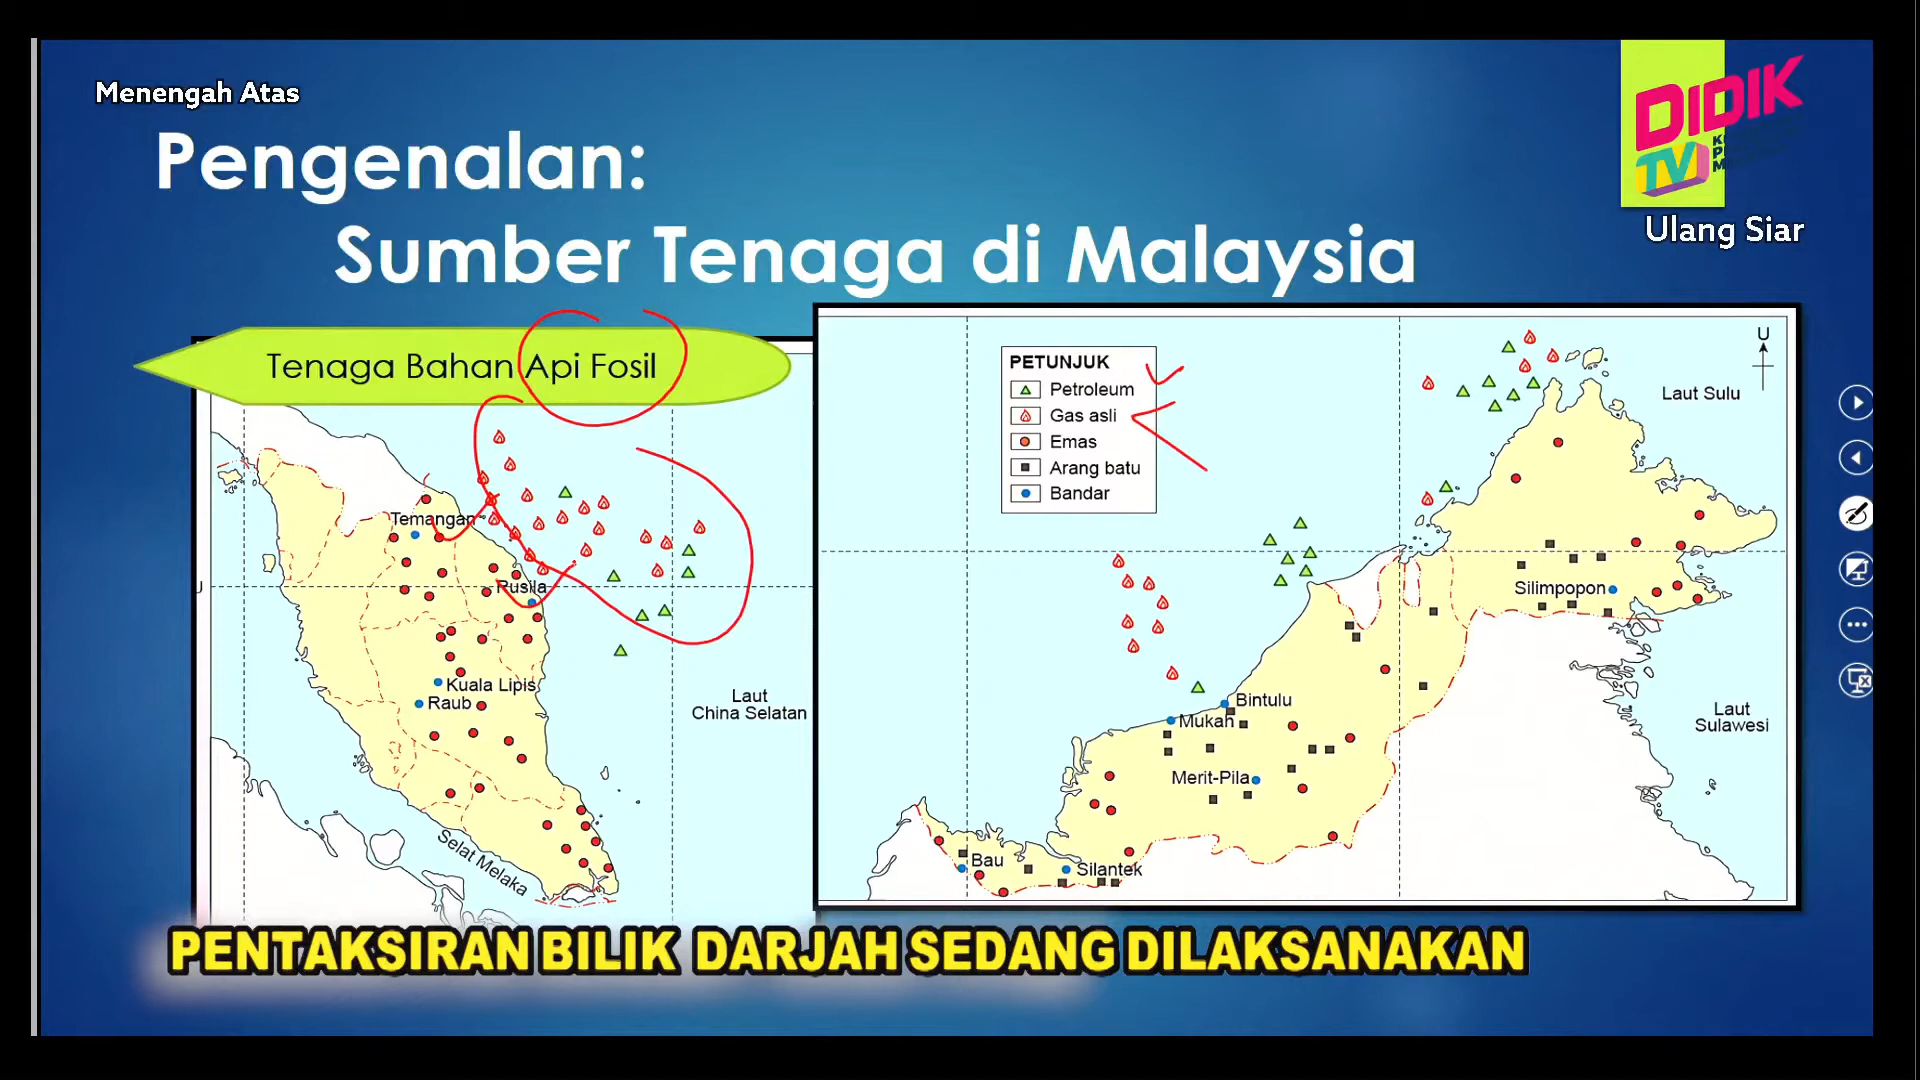 Menengah Atas
DIDIK
TV
Ulang Siar
Pengenalan:
Sumber Tenaga di Malaysia
Tenaga Bahan Api Fosil
Temangan
Rusila
Kuala Lipis
Raub
Laut
China Selatan
Selat Melaka
PETUNJUK
Petroleum
Gas asli
Emas
Arang batu
Bandar
U
Laut Sulu
Silimpopon
Bintulu
Mukah
Merit-Pila
Laut
Sulawesi
Bau
Silantek
PENTAKSIRAN BILIK DARJAH SEDANG DILAKSANAKAN